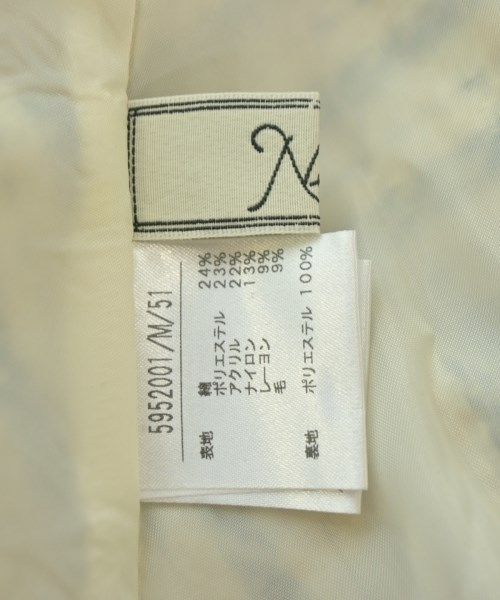 5952001/M/51
表地 綿 24%
ポリエステル 23%
アクリル 22%
ナイロン 13%
レーヨン 9%
毛 9%
裏地 ポリエステル 100%